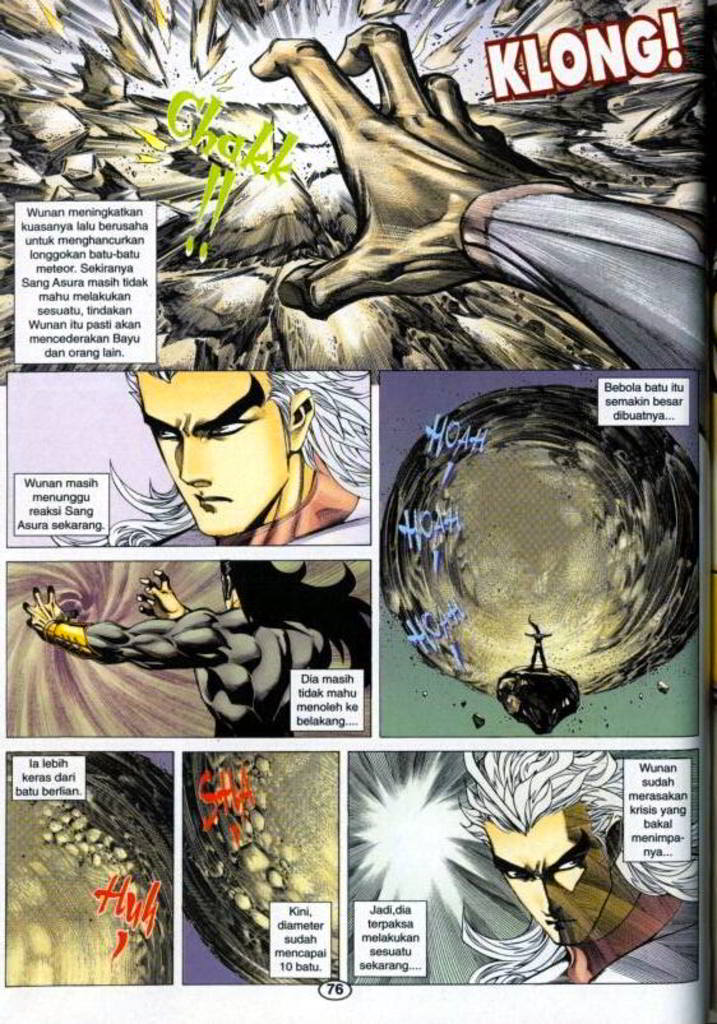 KLONG!
Chakk
!!
Wunan meningkatkan
kuasanya lalu berusaha
untuk menghancurkan
longgokan batu-batu
meteor. Sekiranya
Sang Asura masih tidak
mahu melakukan
sesuatu, tindakan
Wunan itu pasti akan
mencederakan Bayu
dan orang lain.
Wunan masih
menunggu
reaksi Sang
Asura sekarang.
Bebola batu itu
semakin besar
dibuatnya...
HOAH
!
HOAH
!
HOAH
!
Dia masih
tidak mahu
menoleh ke
belakang....
Ia lebih
keras dari
batu berlian.
Huh
,
Kini,
diameter
sudah
mencapai
10 batu.
Wunan
sudah
merasakan
krisis yang
bakal
menimpa-
nya...
Jadi,dia
terpaksa
melakukan
sesuatu
sekarang....
76